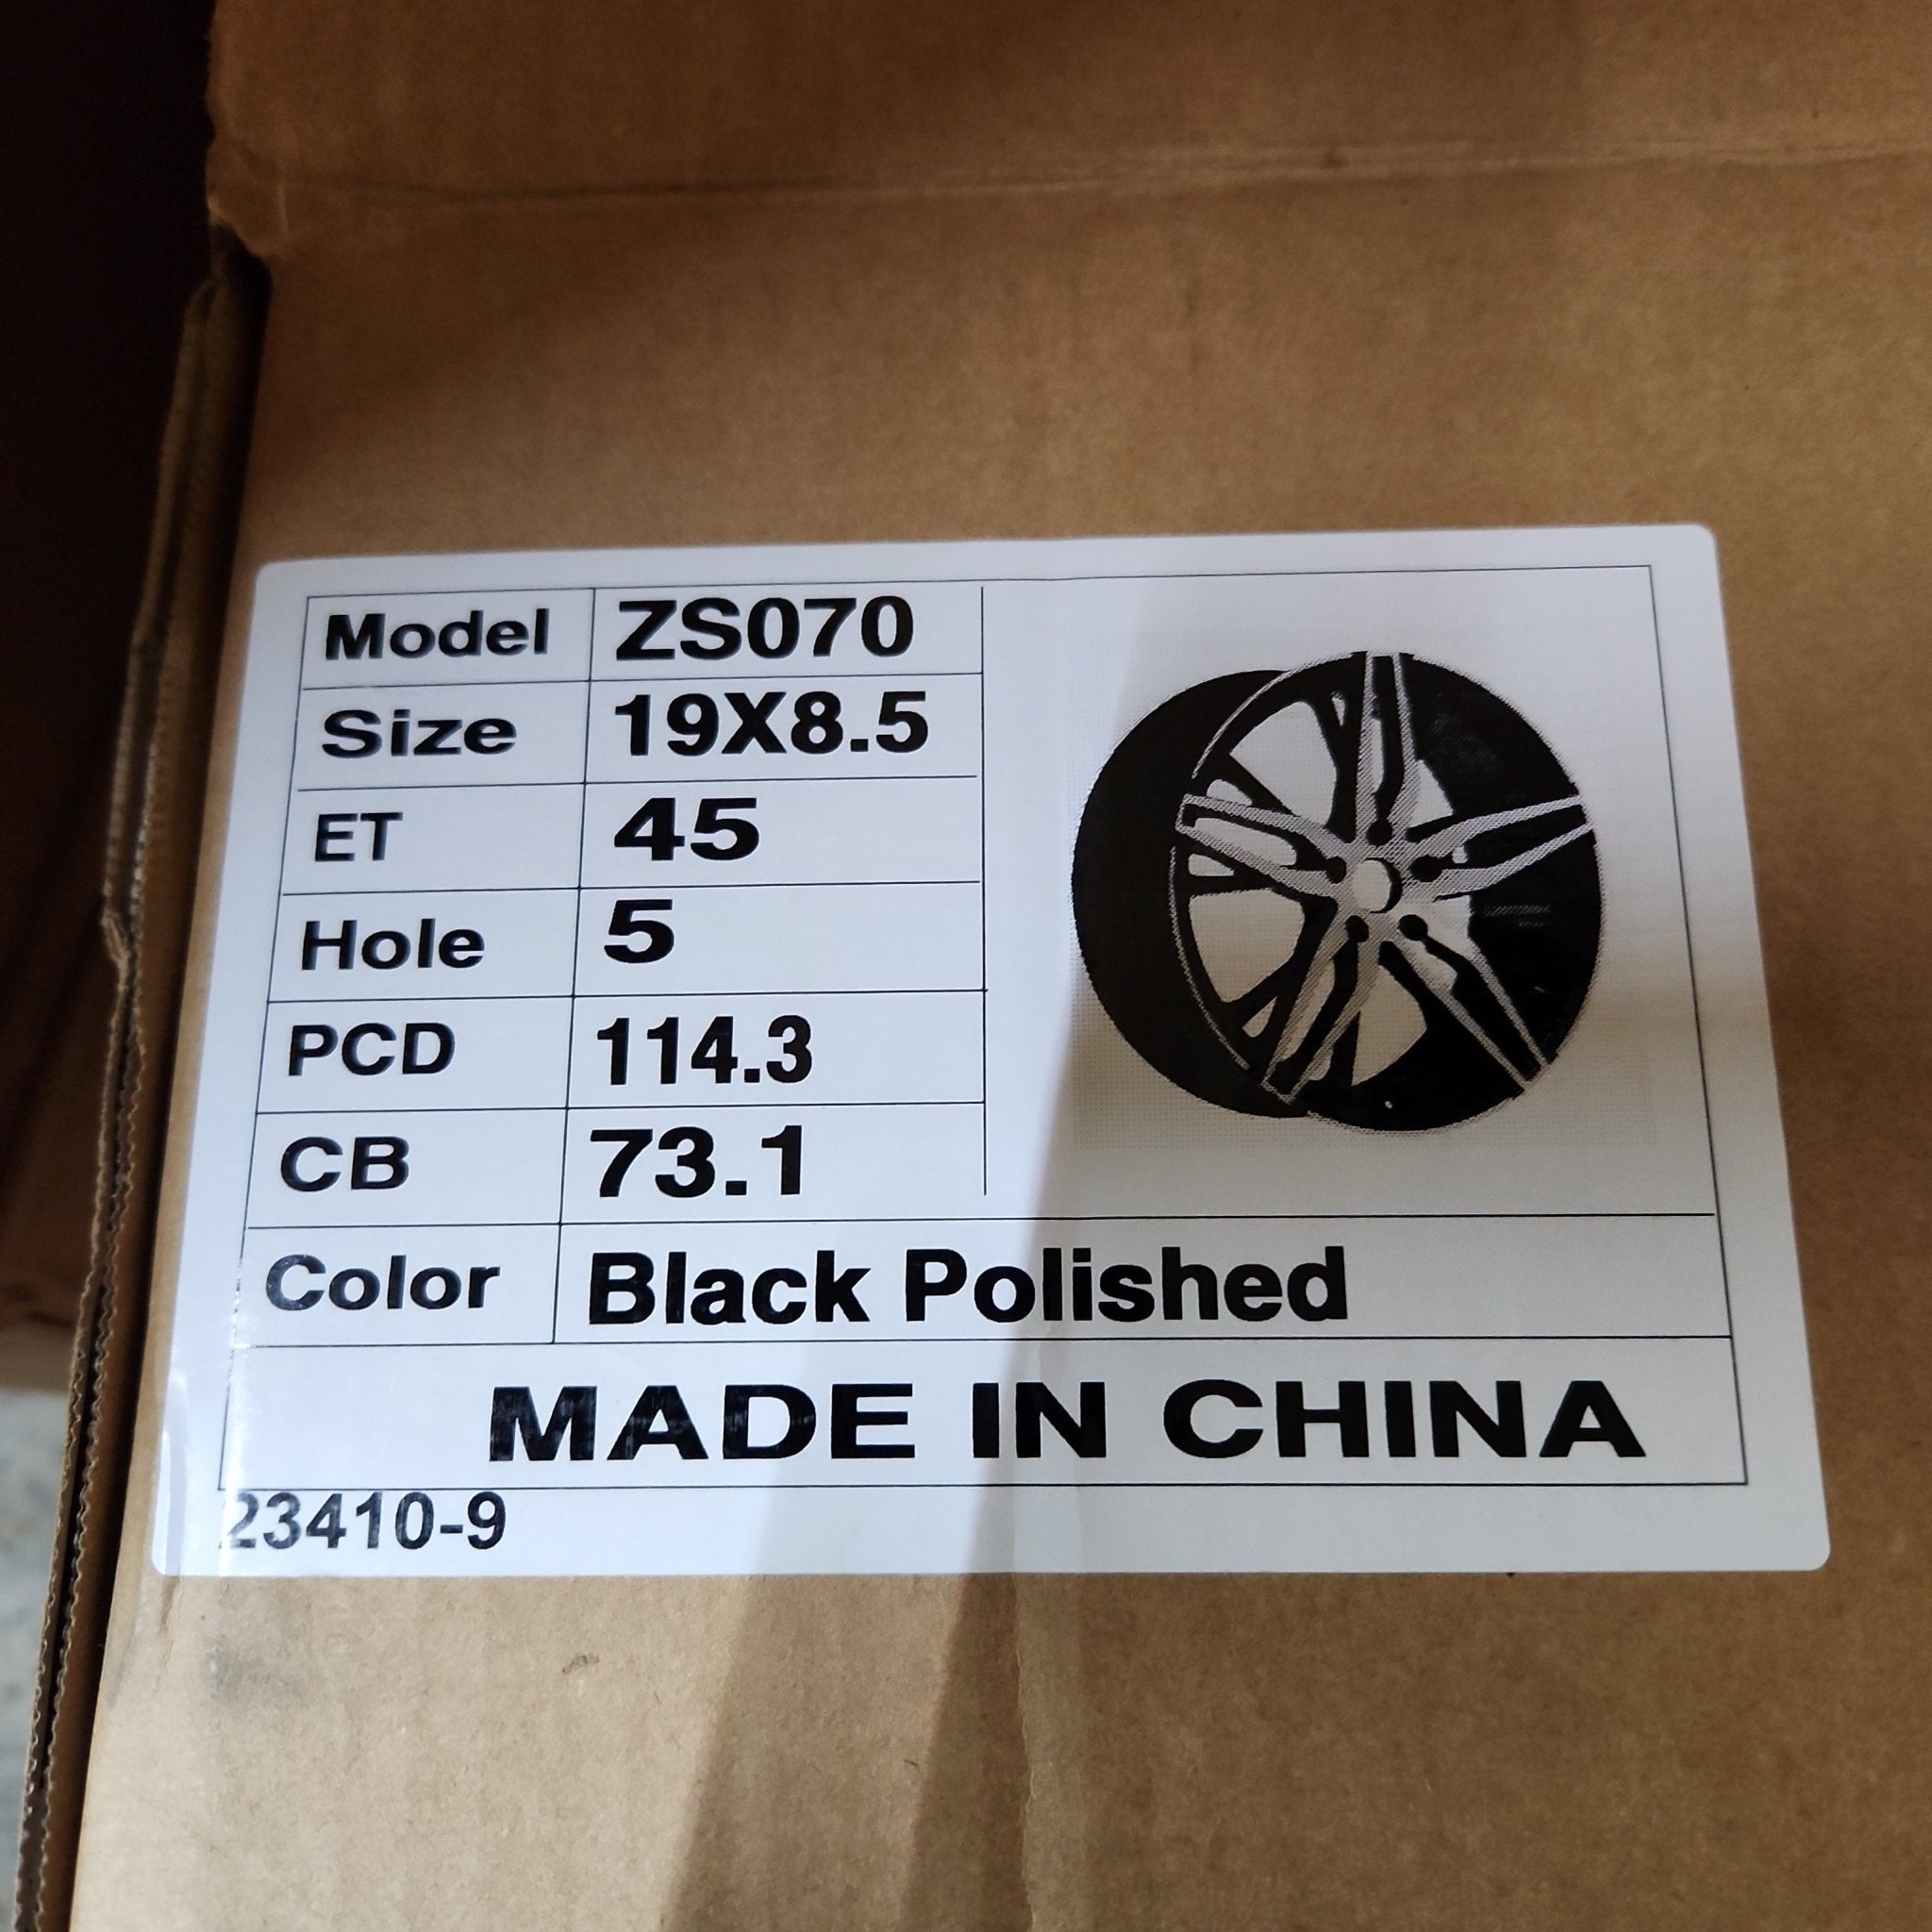 Model ZS070
Size 19X8.5
ET 45
Hole 5
PCD 114.3
CB 73.1
Color Black Polished
MADE IN CHINA
23410-9